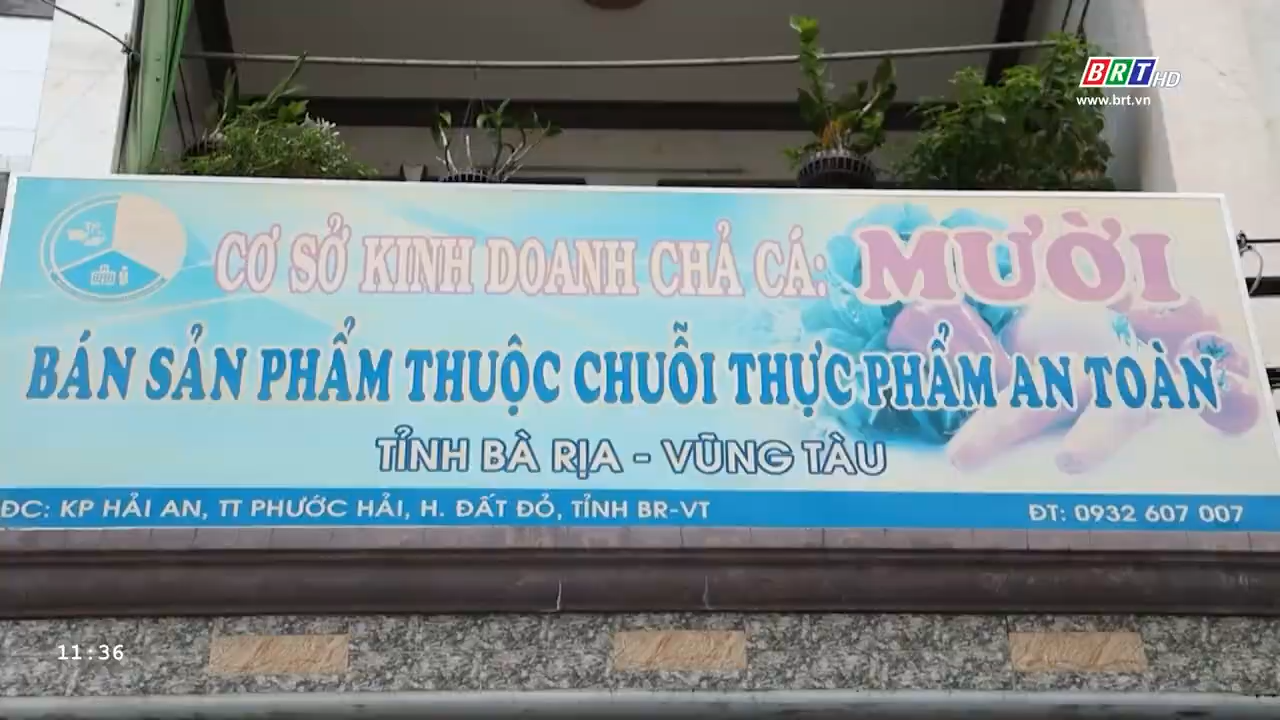 BRT HD
www.brt.vn
CƠ SỞ KINH DOANH CHẢ CÁ: MƯỜI
BÁN SẢN PHẨM THUỘC CHUỖI THỰC PHẨM AN TOÀN
TỈNH BÀ RỊA - VŨNG TÀU
ĐC: KP HẢI AN, TT PHƯỚC HẢI, H. ĐẤT ĐỎ, TỈNH BR-VT
ĐT: 0932 607 007
11:36